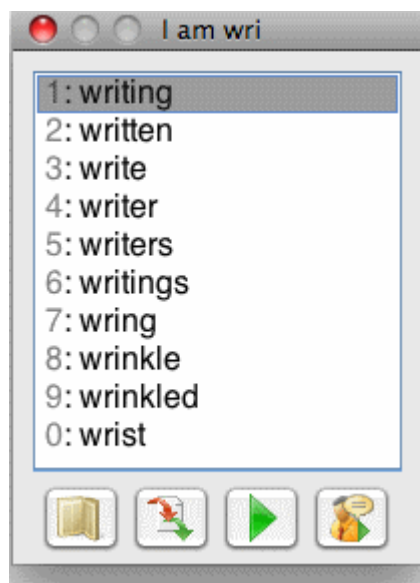 I am wri
1: writing
2: written
3: write
4: writer
5: writers
6: writings
7: wring
8: wrinkle
9: wrinkled
0: wrist